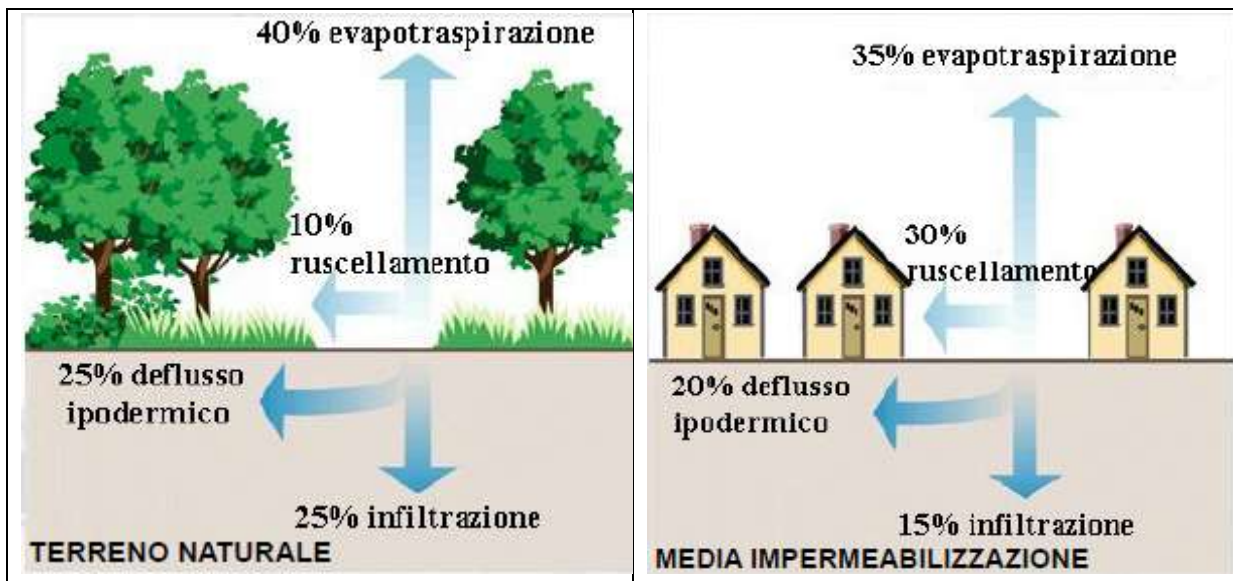 40% evapotraspirazione
10%
ruscellamento
25% deflusso
ipodermico
25% infiltrazione
TERRENO NATURALE
35% evapotraspirazione
30%
ruscellamento
20% deflusso
ipodermico
15% infiltrazione
MEDIA IMPERMEABILIZZAZIONE